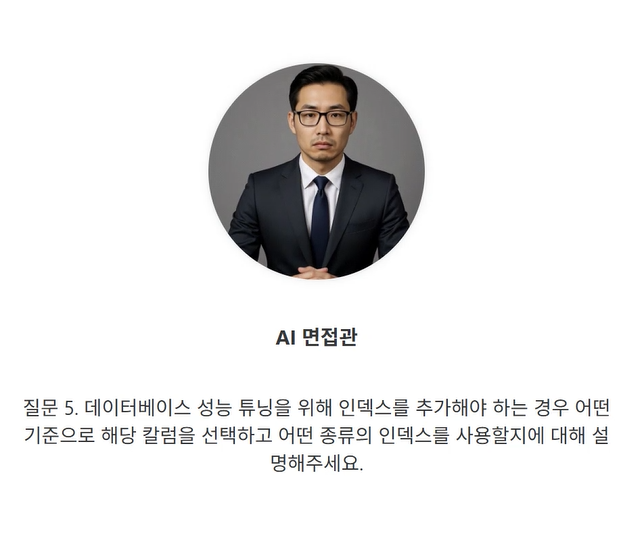 AI 면접관
질문 5. 데이터베이스 성능 튜닝을 위해 인덱스를 추가해야 하는 경우 어떤
기준으로 해당 칼럼을 선택하고 어떤 종류의 인덱스를 사용할지에 대해 설
명해주세요.